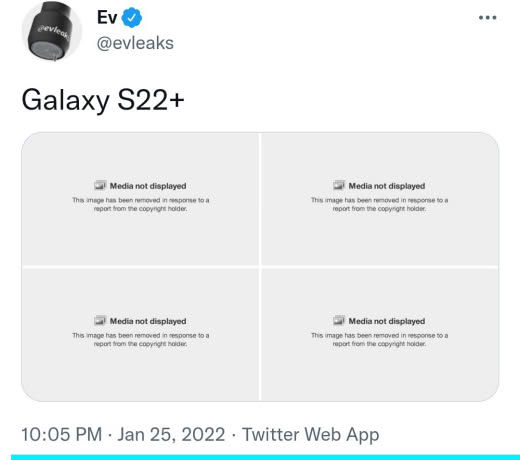 Ev
@evleaks
@evleaks
Galaxy S22+
Media not displayed
This image has been removed in response to a
report from the copyright holder.
Media not displayed
This image has been removed in response to a
report from the copyright holder.
Media not displayed
This image has been removed in response to a
report from the copyright holder.
Media not displayed
This image has been removed in response to a
report from the copyright holder.
10:05 PM · Jan 25, 2022 · Twitter Web App